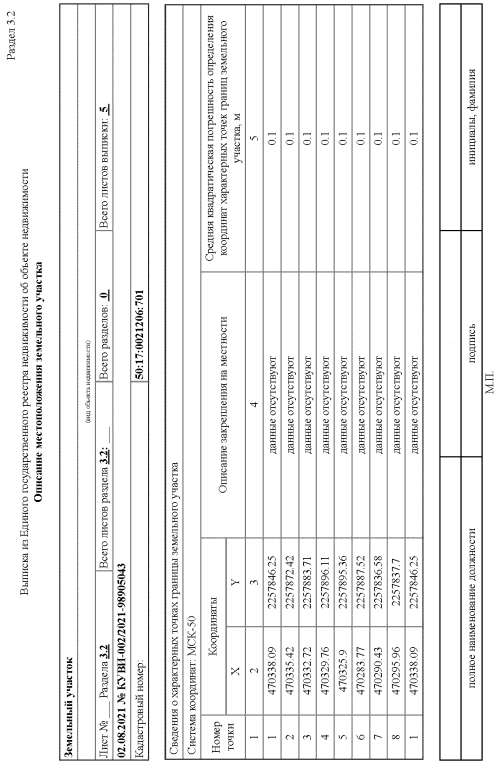 Раздел 3.2
Выписка из Единого государственного реестра недвижимости об объекте недвижимости
Описание местоположения земельного участка
Земельный участок
(вид объекта недвижимости)
Лист № ___ Раздела 3.2 Всего листов раздела 3.2: ___ Всего разделов: 0 Всего листов выписки: 5
02.08.2021 № КУВИ-002/2021-98905043
Кадастровый номер: 50:17:0021206:701
Сведения о характерных точках границы земельного участка
Система координат: МСК-50
Номер точки Координаты Описание закрепления на местности Средняя квадратическая погрешность определения координат характерных точек границ земельного участка, м
X Y
1 2 3 4 5
1 470338.09 2257846.25 данные отсутствуют 0.1
2 470335.42 2257872.42 данные отсутствуют 0.1
3 470332.72 2257883.71 данные отсутствуют 0.1
4 470329.76 2257896.11 данные отсутствуют 0.1
5 470325.9 2257895.36 данные отсутствуют 0.1
6 470283.77 2257887.52 данные отсутствуют 0.1
7 470290.43 2257836.58 данные отсутствуют 0.1
8 470295.96 2257837.7 данные отсутствуют 0.1
1 470338.09 2257846.25 данные отсутствуют 0.1
полное наименование должности подпись инициалы, фамилия
М.П.